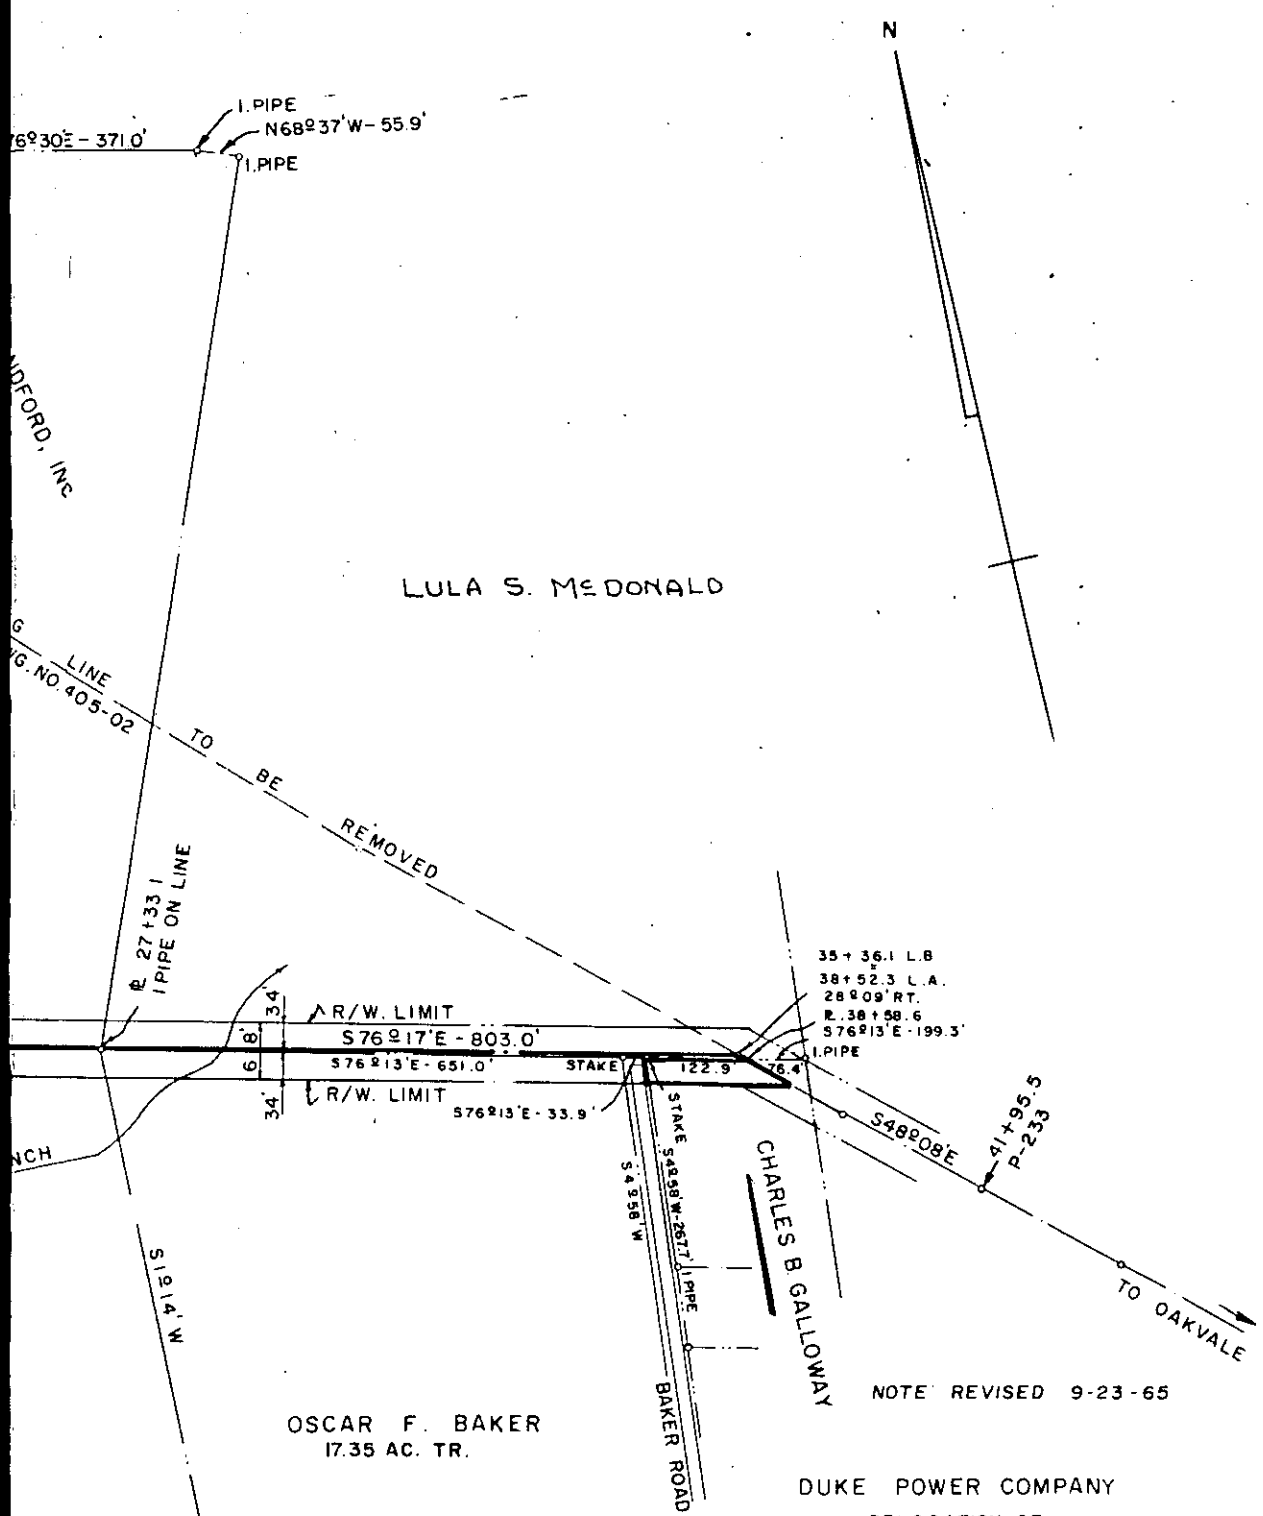 N
I.PIPE
N68º37'W-55.9'
76º30'E-371.0'
I.PIPE
NDFORD, INC
LULA S. McDONALD
G LINE TO BE REMOVED
WG. NO. 405-02
℄ 27+33.1
I PIPE ON LINE
35+36.1 L.B
=
38+52.3 L.A.
28º09'RT.
℄.38+58.6
S76º13'E-199.3'
I.PIPE
34'
R/W. LIMIT
68'
S76º17'E-803.0'
S76º13'E-651.0'
STAKE
122.9'
76.4'
34'
R/W. LIMIT
S76º13'E-33.9'
STAKE
S48º08'E
41+95.5
P-233
NCH
S4º58'W
S4º58'W-267.7'
I PIPE
CHARLES B. GALLOWAY
S1º14'W
TO OAKVALE
BAKER ROAD
NOTE: REVISED 9-23-65
OSCAR F. BAKER
17.35 AC. TR.
DUKE POWER COMPANY